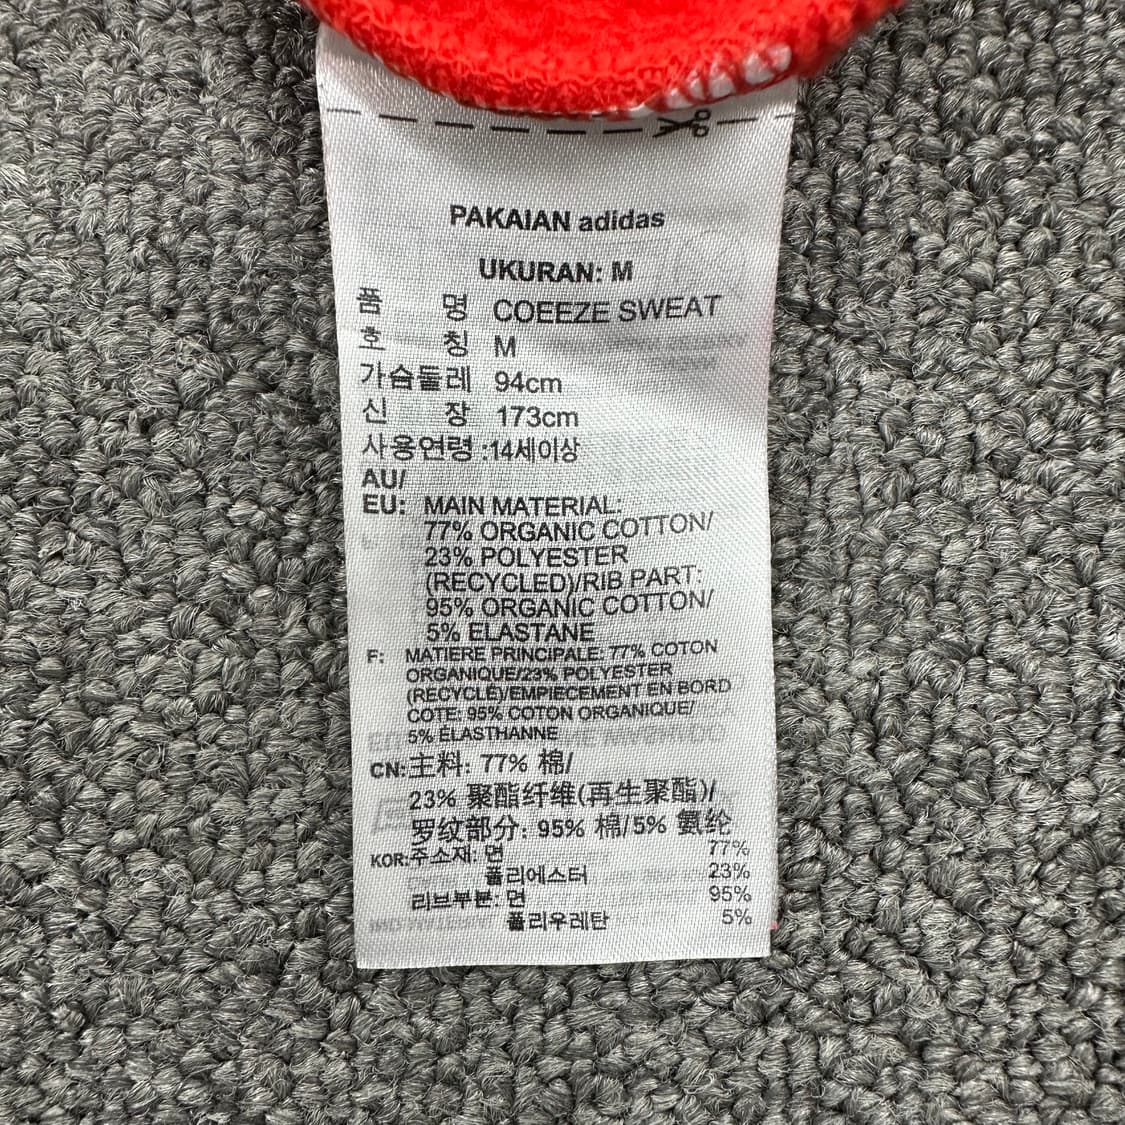 PAKAIAN adidas
UKURAN: M
품 명 COEEZE SWEAT
호 칭 M
가슴둘레 94cm
신 장 173cm
사용연령 :14세이상
AU/
EU: MAIN MATERIAL:
77% ORGANIC COTTON/
23% POLYESTER
(RECYCLED)/RIB PART:
95% ORGANIC COTTON/
5% ELASTANE
F: MATIERE PRINCIPALE: 77% COTON
ORGANIQUE/23% POLYESTER
(RECYCLÉ)/EMPIECEMENT EN BORD
COTE: 95% COTON ORGANIQUE/
5% ÉLASTHANNE
CN:主料: 77% 棉/
23% 聚酯纤维(再生聚酯)/
罗纹部分: 95% 棉/5% 氨纶
KOR:주소재: 면 77%
폴리에스터 23%
리브부분: 면 95%
폴리우레탄 5%